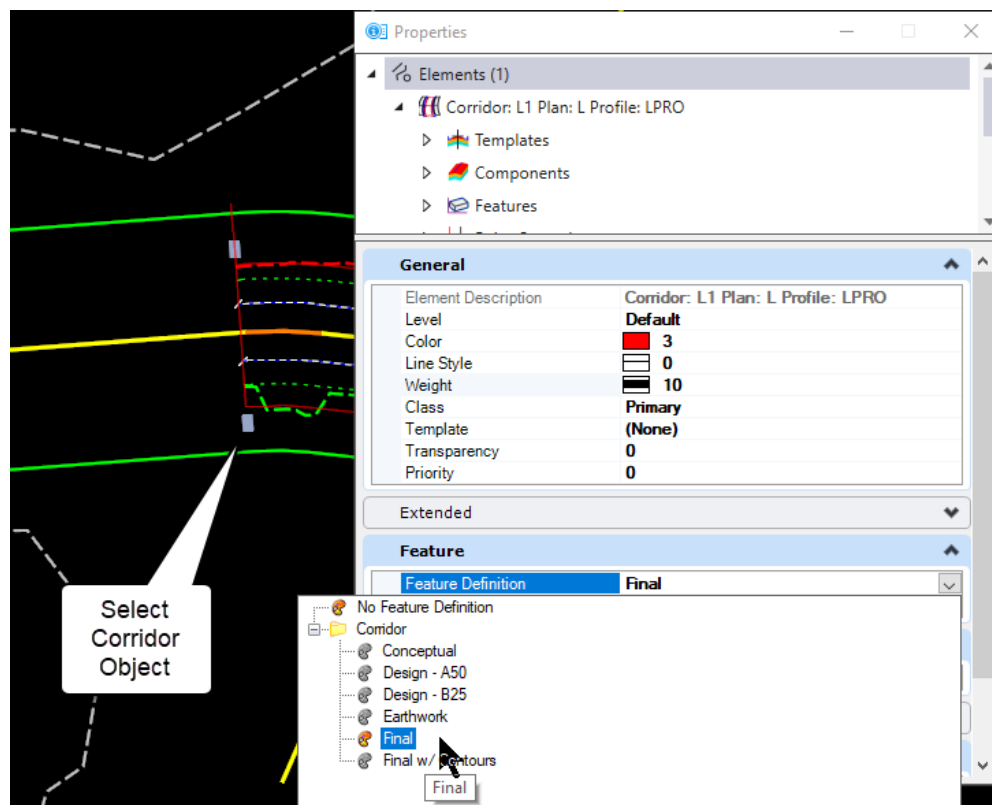 Properties
Elements (1)
Corridor: L1 Plan: L Profile: LPRO
Templates
Components
Features
General
Element Description Corridor: L1 Plan: L Profile: LPRO
Level Default
Color 3
Line Style 0
Weight 10
Class Primary
Template (None)
Transparency 0
Priority 0
Extended
Feature
Feature Definition Final
No Feature Definition
Corridor
Conceptual
Design - A50
Design - B25
Earthwork
Final
Final w/ Contours
Final
Select
Corridor
Object